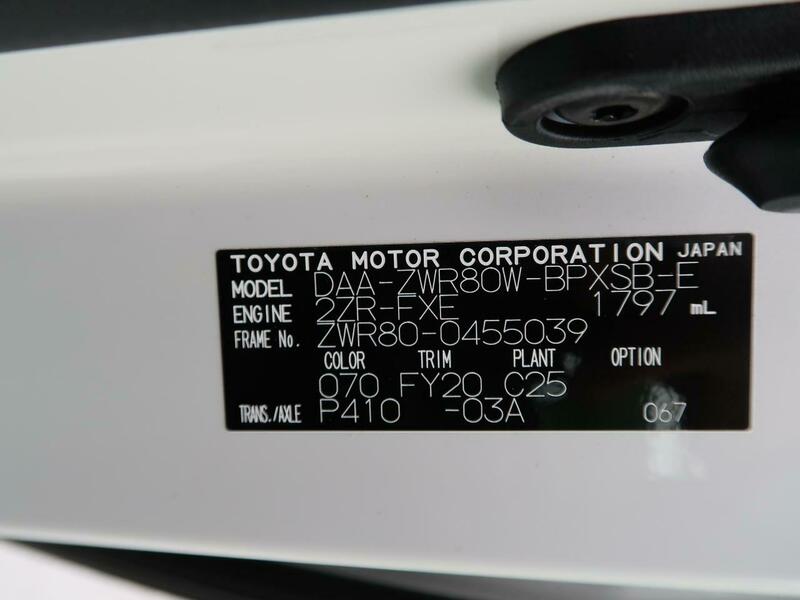 TOYOTA MOTOR CORPORATION JAPAN
MODEL DAA-ZWR80W-BPXSB-E
ENGINE 2ZR-FXE 1797 mL
FRAME No. ZWR80-0455039
COLOR TRIM PLANT OPTION
070 FY20 C25
TRANS./AXLE P410 -03A 067